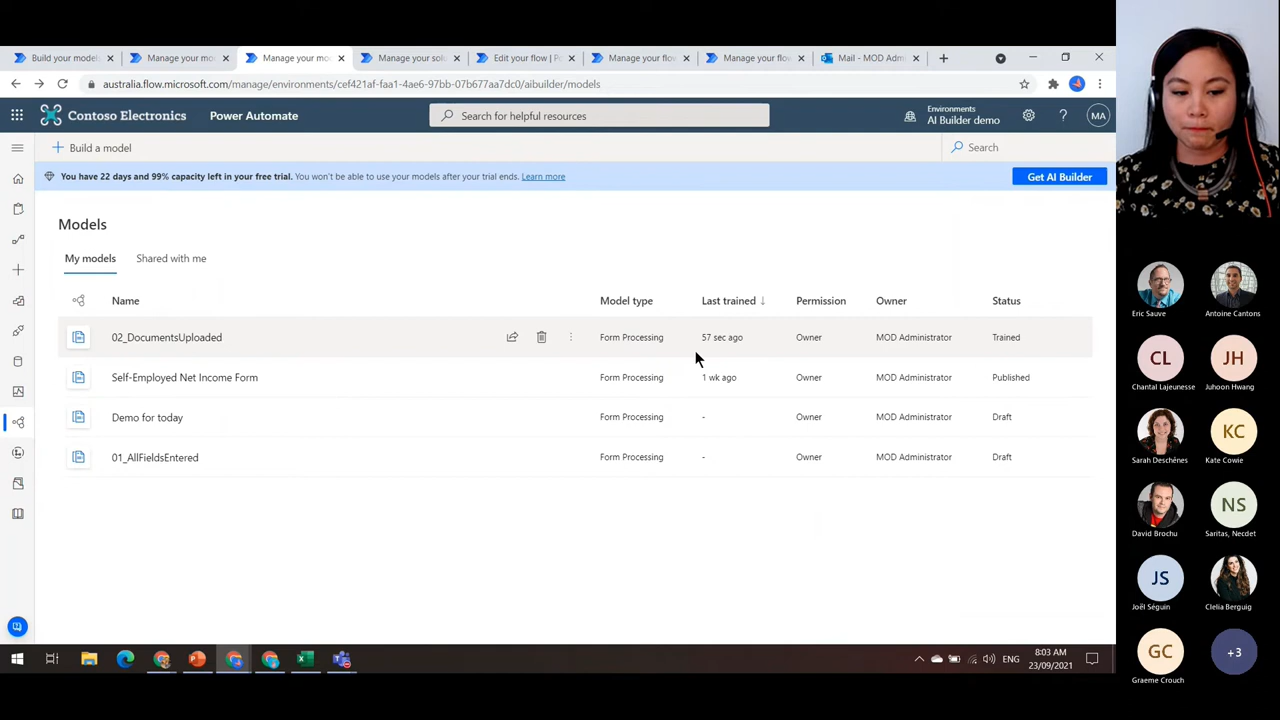 Build your models
Manage your mo
Manage your mo
Manage your solu
Edit your flow | P
Manage your flow
Manage your flow
Mail - MOD Admi
australia.flow.microsoft.com/manage/environments/cef421af-faa1-4ae6-97bb-07b677aa7dc0/aibuilder/models
Contoso Electronics
Power Automate
Search for helpful resources
Environments
AI Builder demo
MA
Build a model
Search
You have 22 days and 99% capacity left in your free trial. You won't be able to use your models after your trial ends. Learn more
Get AI Builder
Models
My models
Shared with me
Name Model type Last trained ↓ Permission Owner Status
02_DocumentsUploaded Form Processing 57 sec ago Owner MOD Administrator Trained
Self-Employed Net Income Form Form Processing 1 wk ago Owner MOD Administrator Published
Demo for today Form Processing - Owner MOD Administrator Draft
01_AllFieldsEntered Form Processing - Owner MOD Administrator Draft
ENG
8:03 AM
23/09/2021
Eric Sauve
Antoine Cantons
CL
JH
Chantal Lajeunesse
Juhoon Hwang
KC
Sarah Deschênes
Kate Cowie
NS
David Brochu
Saritas, Necdet
JS
Joël Séguin
Clelia Berguig
GC
+3
Graeme Crouch